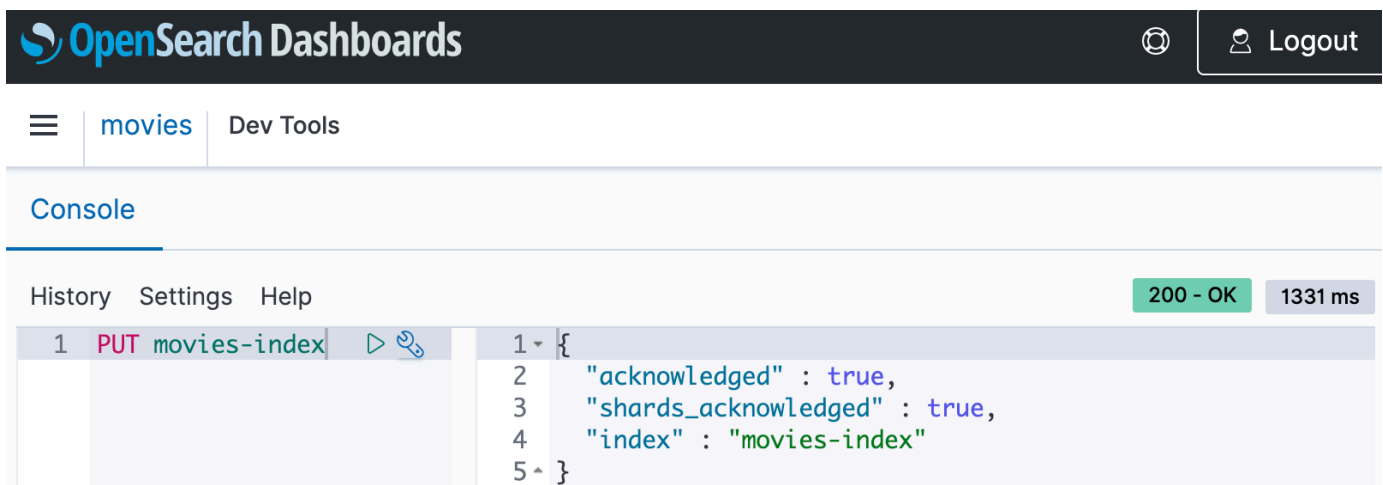 OpenSearch Dashboards Logout
movies Dev Tools
Console
History Settings Help 200 - OK 1331 ms
1 PUT movies-index
1 {
2 "acknowledged" : true,
3 "shards_acknowledged" : true,
4 "index" : "movies-index"
5 }